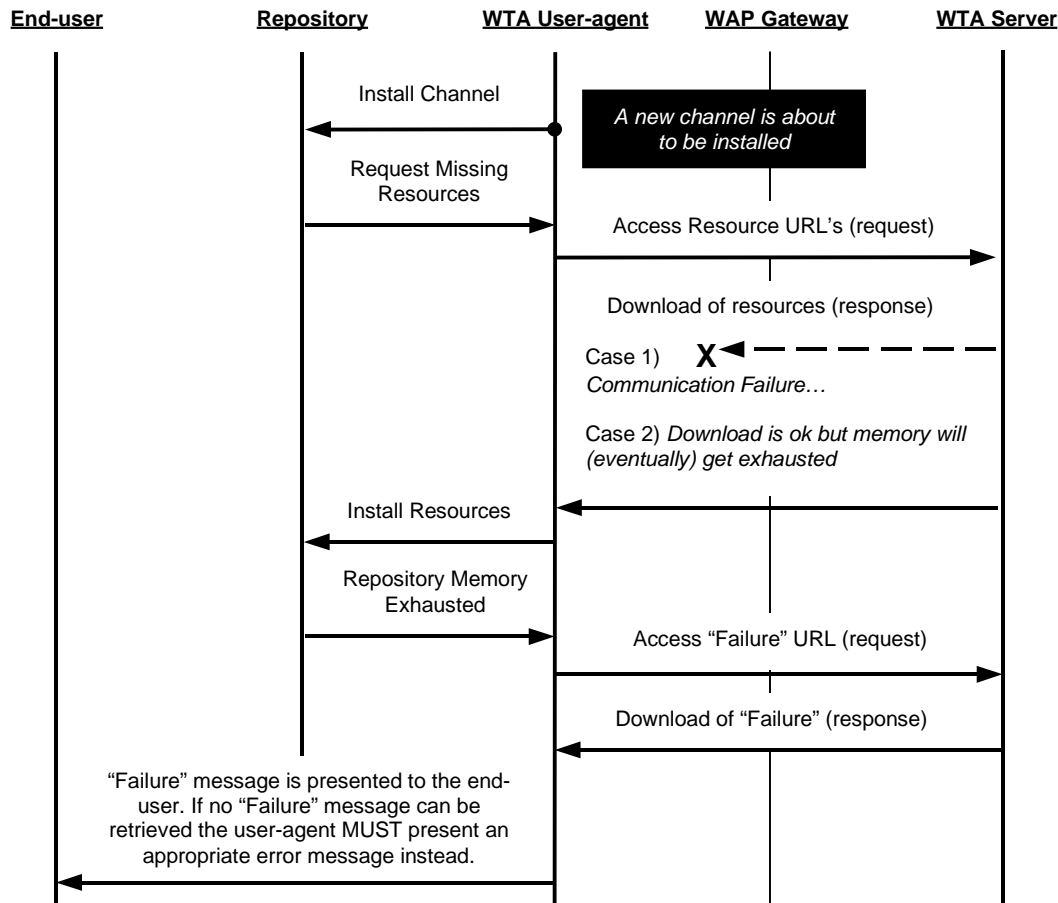 End-user
Repository
WTA User-agent
WAP Gateway
WTA Server
Install Channel
A new channel is about
to be installed
Request Missing
Resources
Access Resource URL's (request)
Download of resources (response)
Case 1) X
Communication Failure…
Case 2) Download is ok but memory will
(eventually) get exhausted
Install Resources
Repository Memory
Exhausted
Access “Failure” URL (request)
Download of “Failure” (response)
“Failure” message is presented to the end-
user. If no “Failure” message can be
retrieved the user-agent MUST present an
appropriate error message instead.